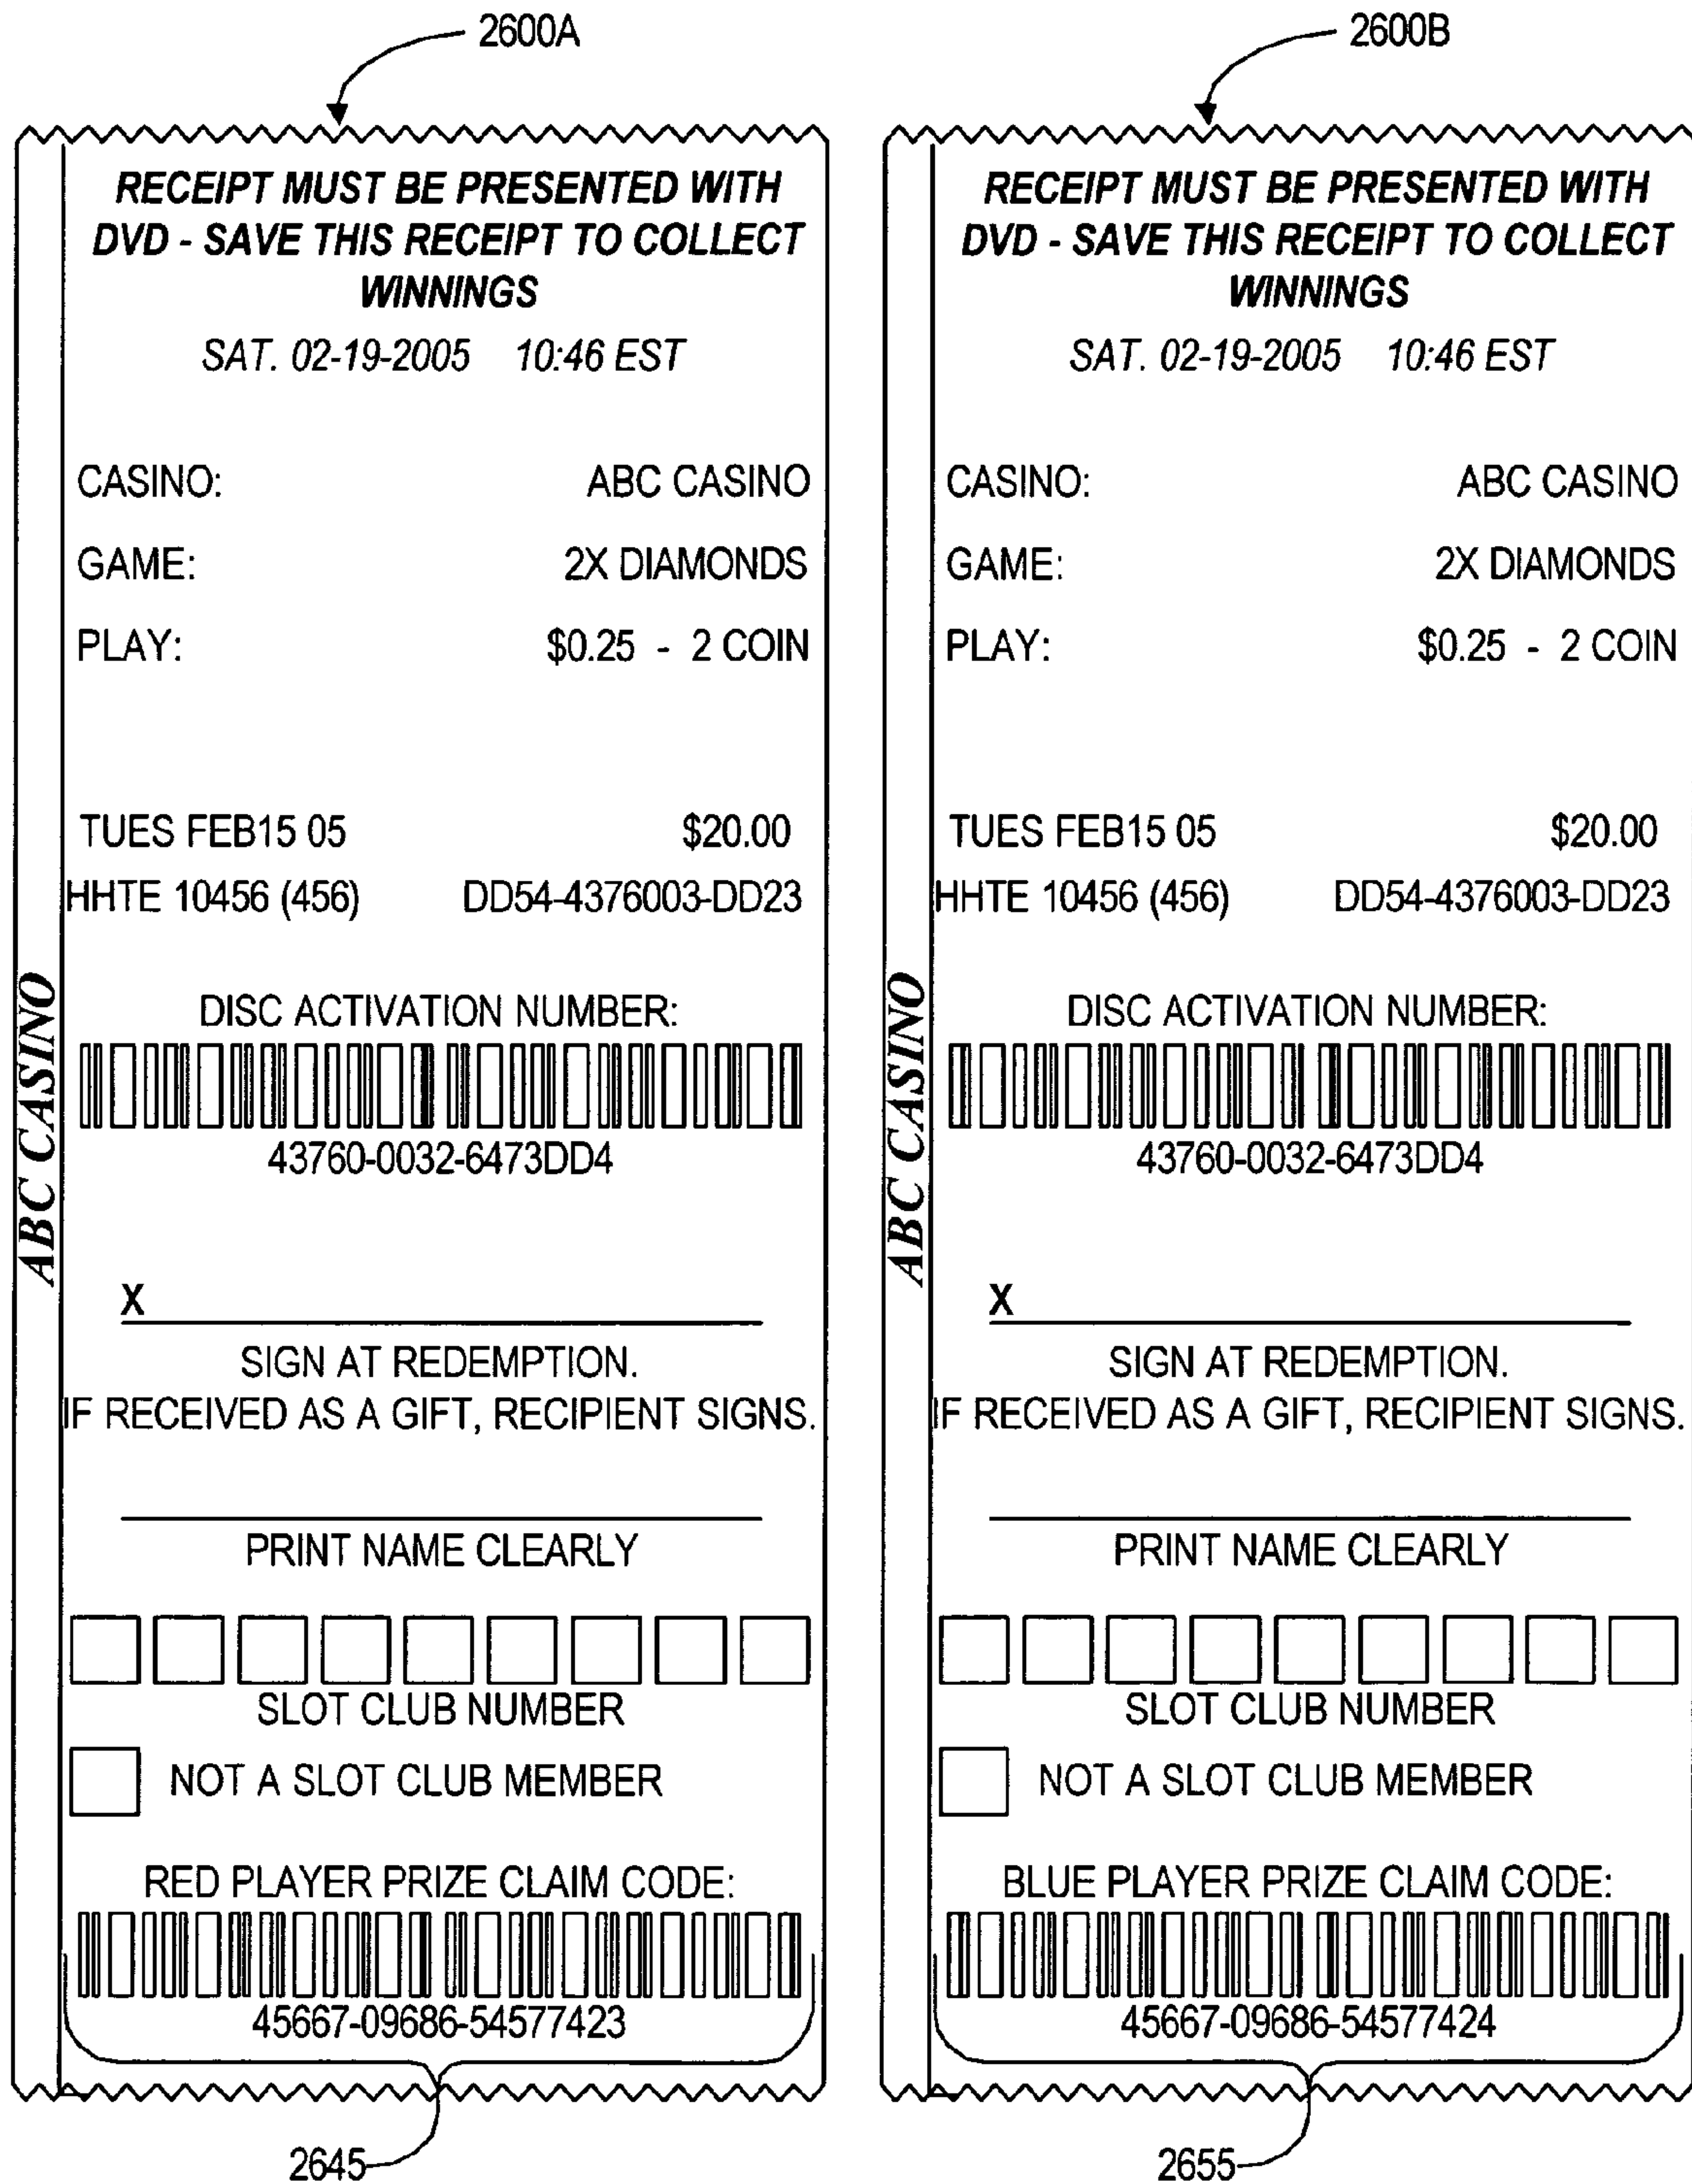 2600A
RECEIPT MUST BE PRESENTED WITH
DVD - SAVE THIS RECEIPT TO COLLECT
WINNINGS
SAT. 02-19-2005 10:46 EST
CASINO: ABC CASINO
GAME: 2X DIAMONDS
PLAY: $0.25 - 2 COIN
TUES FEB15 05 $20.00
HHTE 10456 (456) DD54-4376003-DD23
DISC ACTIVATION NUMBER:
43760-0032-6473DD4
ABC CASINO
X
SIGN AT REDEMPTION.
IF RECEIVED AS A GIFT, RECIPIENT SIGNS.
PRINT NAME CLEARLY
SLOT CLUB NUMBER
NOT A SLOT CLUB MEMBER
RED PLAYER PRIZE CLAIM CODE:
45667-09686-54577423
2645
2600B
RECEIPT MUST BE PRESENTED WITH
DVD - SAVE THIS RECEIPT TO COLLECT
WINNINGS
SAT. 02-19-2005 10:46 EST
CASINO: ABC CASINO
GAME: 2X DIAMONDS
PLAY: $0.25 - 2 COIN
TUES FEB15 05 $20.00
HHTE 10456 (456) DD54-4376003-DD23
DISC ACTIVATION NUMBER:
43760-0032-6473DD4
ABC CASINO
X
SIGN AT REDEMPTION.
IF RECEIVED AS A GIFT, RECIPIENT SIGNS.
PRINT NAME CLEARLY
SLOT CLUB NUMBER
NOT A SLOT CLUB MEMBER
BLUE PLAYER PRIZE CLAIM CODE:
45667-09686-54577424
2655